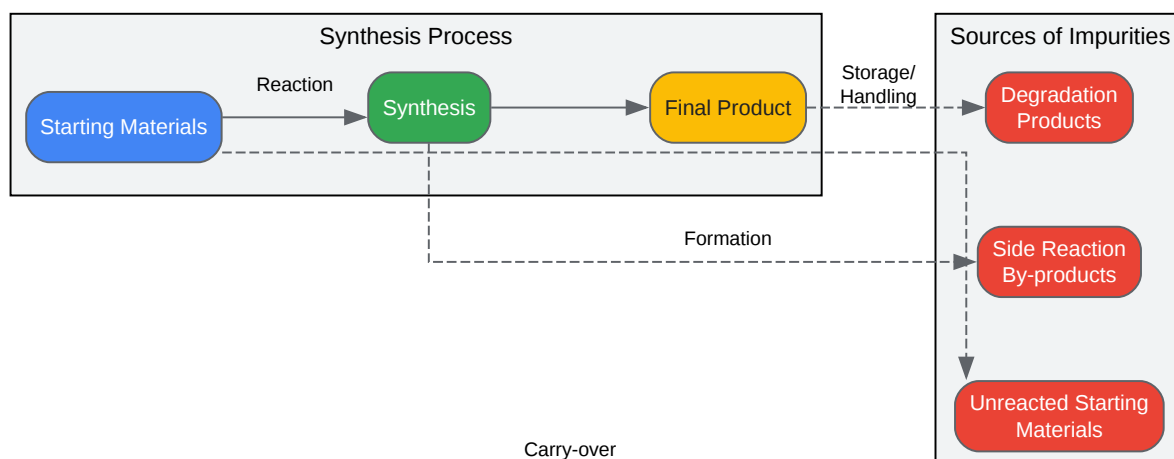 Synthesis Process
Sources of Impurities
Starting Materials
Reaction
Synthesis
Final Product
Storage/
Handling
Degradation
Products
Formation
Side Reaction
By-products
Unreacted Starting
Materials
Carry-over